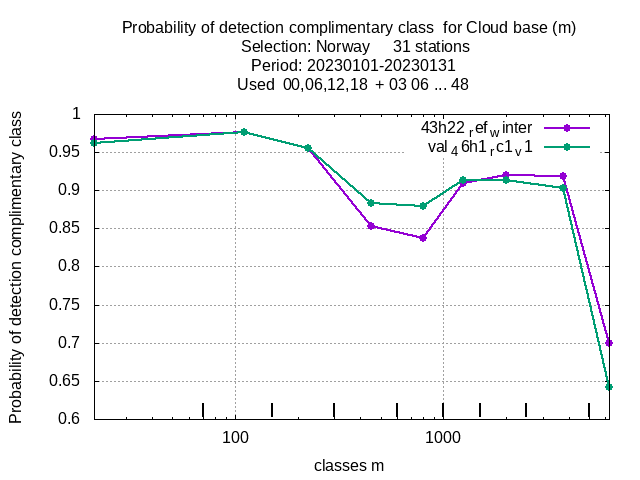 Probability of detection complimentary class  for Cloud base (m)
Selection: Norway     31 stations
Period: 20230101-20230131
Used  00,06,12,18  + 03 06 ... 48
43h22refwinter
val46h1rc1v1
1
0.95
0.9
0.85
0.8
0.75
0.7
0.65
0.6
Probability of detection complimentary class
100 1000
classes m